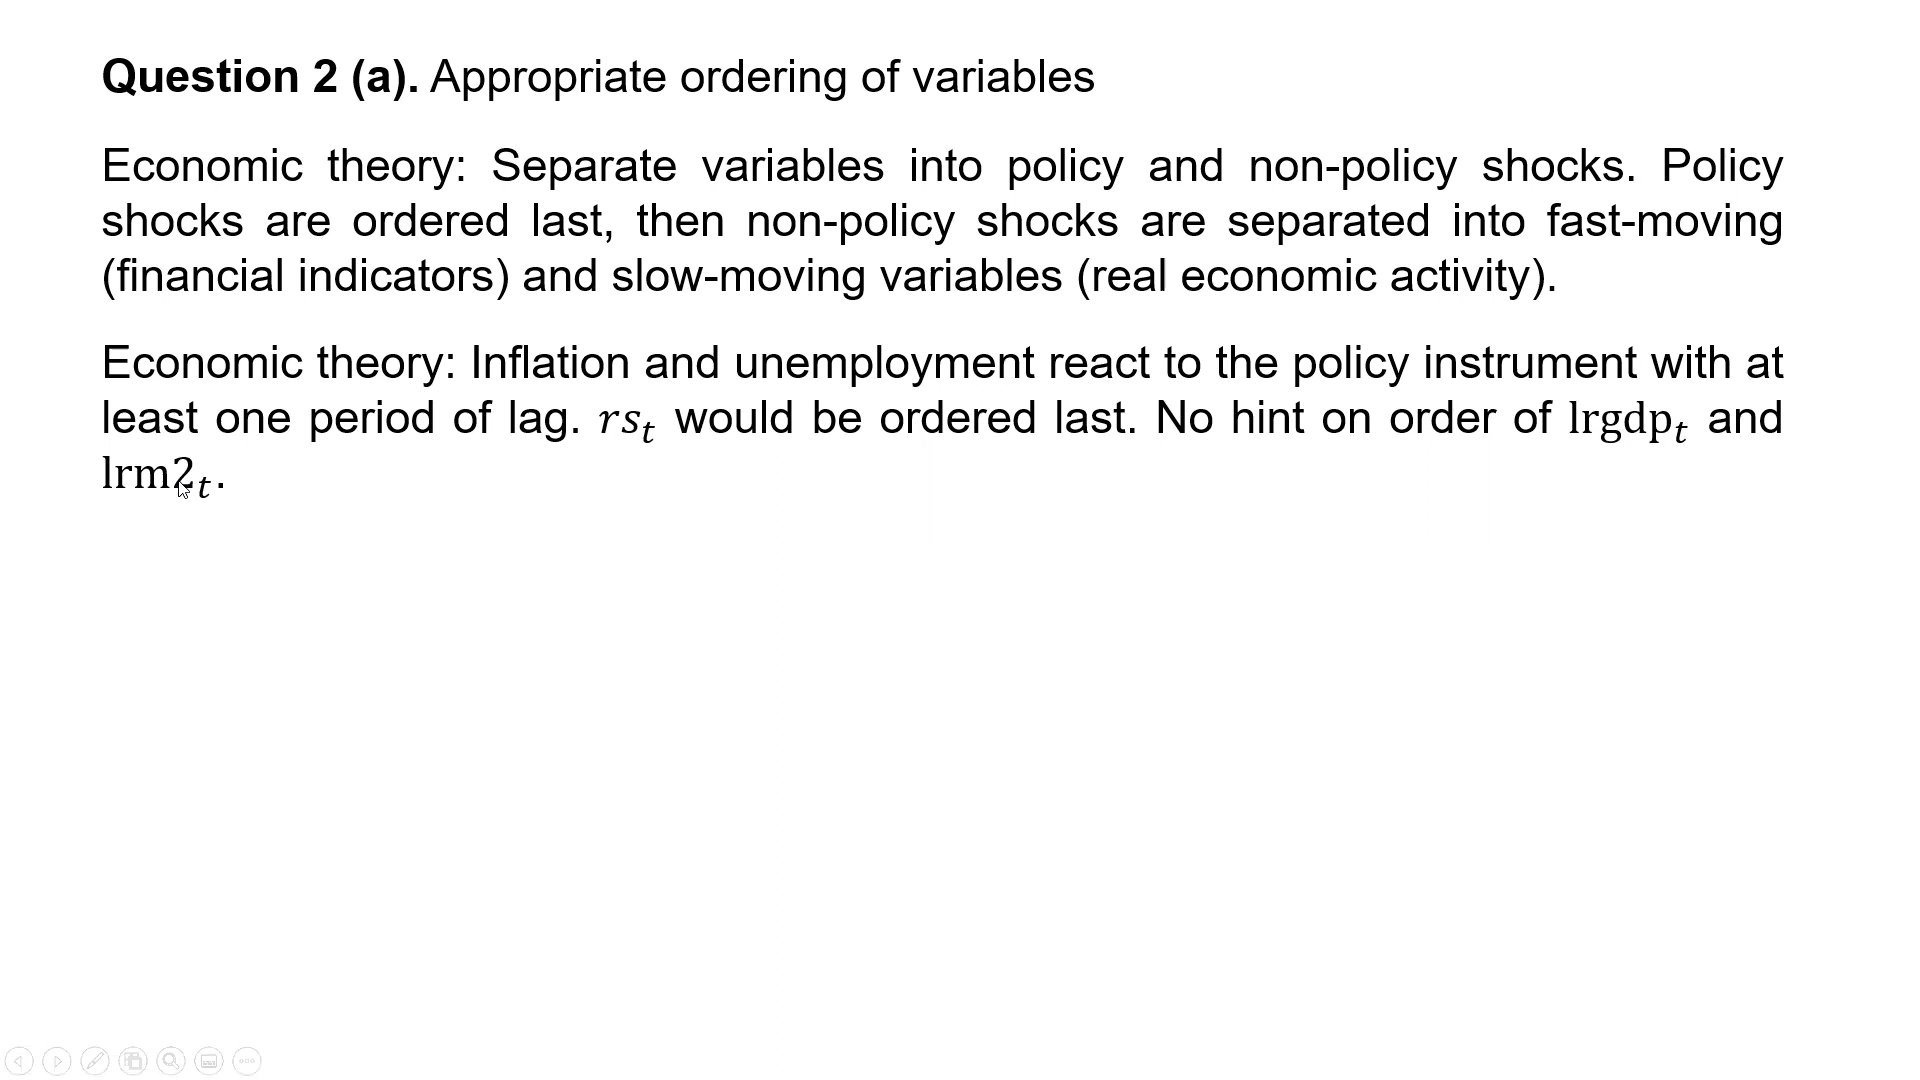 Question 2 (a). Appropriate ordering of variables
Economic theory: Separate variables into policy and non-policy shocks. Policy
shocks are ordered last, then non-policy shocks are separated into fast-moving
(financial indicators) and slow-moving variables (real economic activity).
Economic theory: Inflation and unemployment react to the policy instrument with at
least one period of lag. rsₜ would be ordered last. No hint on order of lrgdpₜ and
lrm2ₜ.